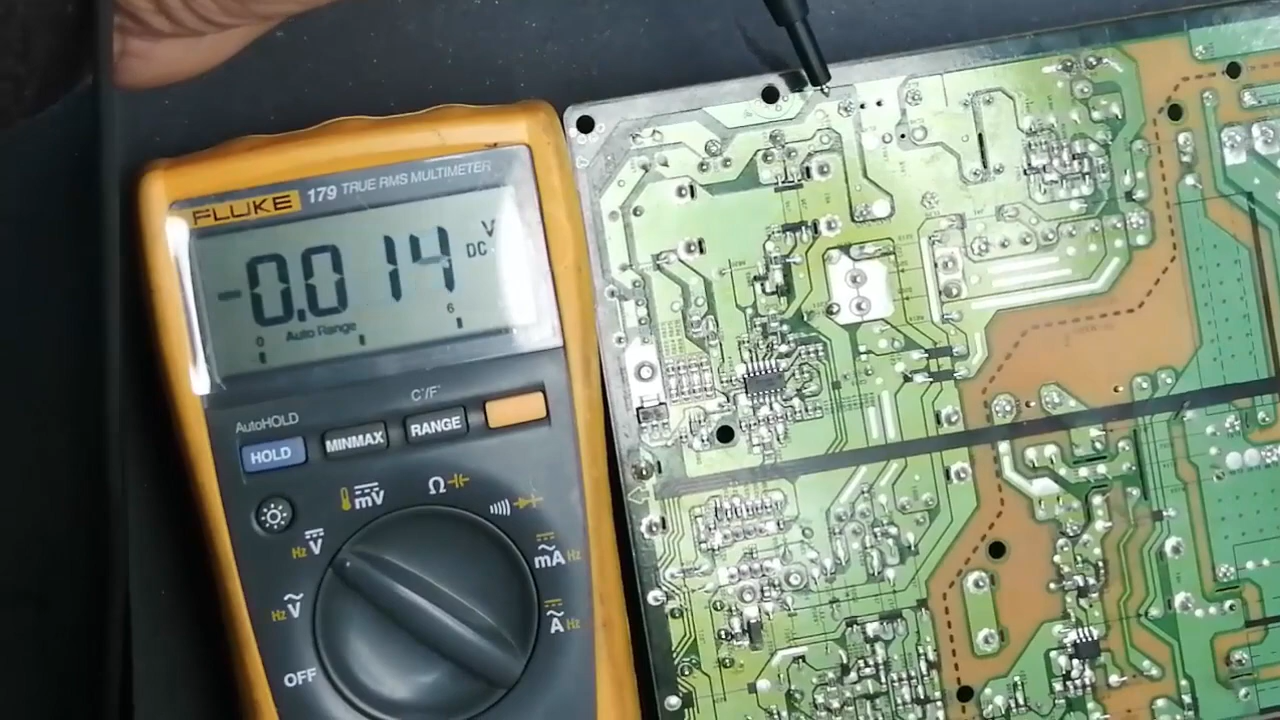 FLUKE 179 TRUE RMS MULTIMETER
-0.014 V
DC
Auto Range
0 6
C°/F°
AutoHOLD
HOLD MINMAX RANGE
mV
Ω
Hz V
mA Hz
Hz V
A Hz
OFF